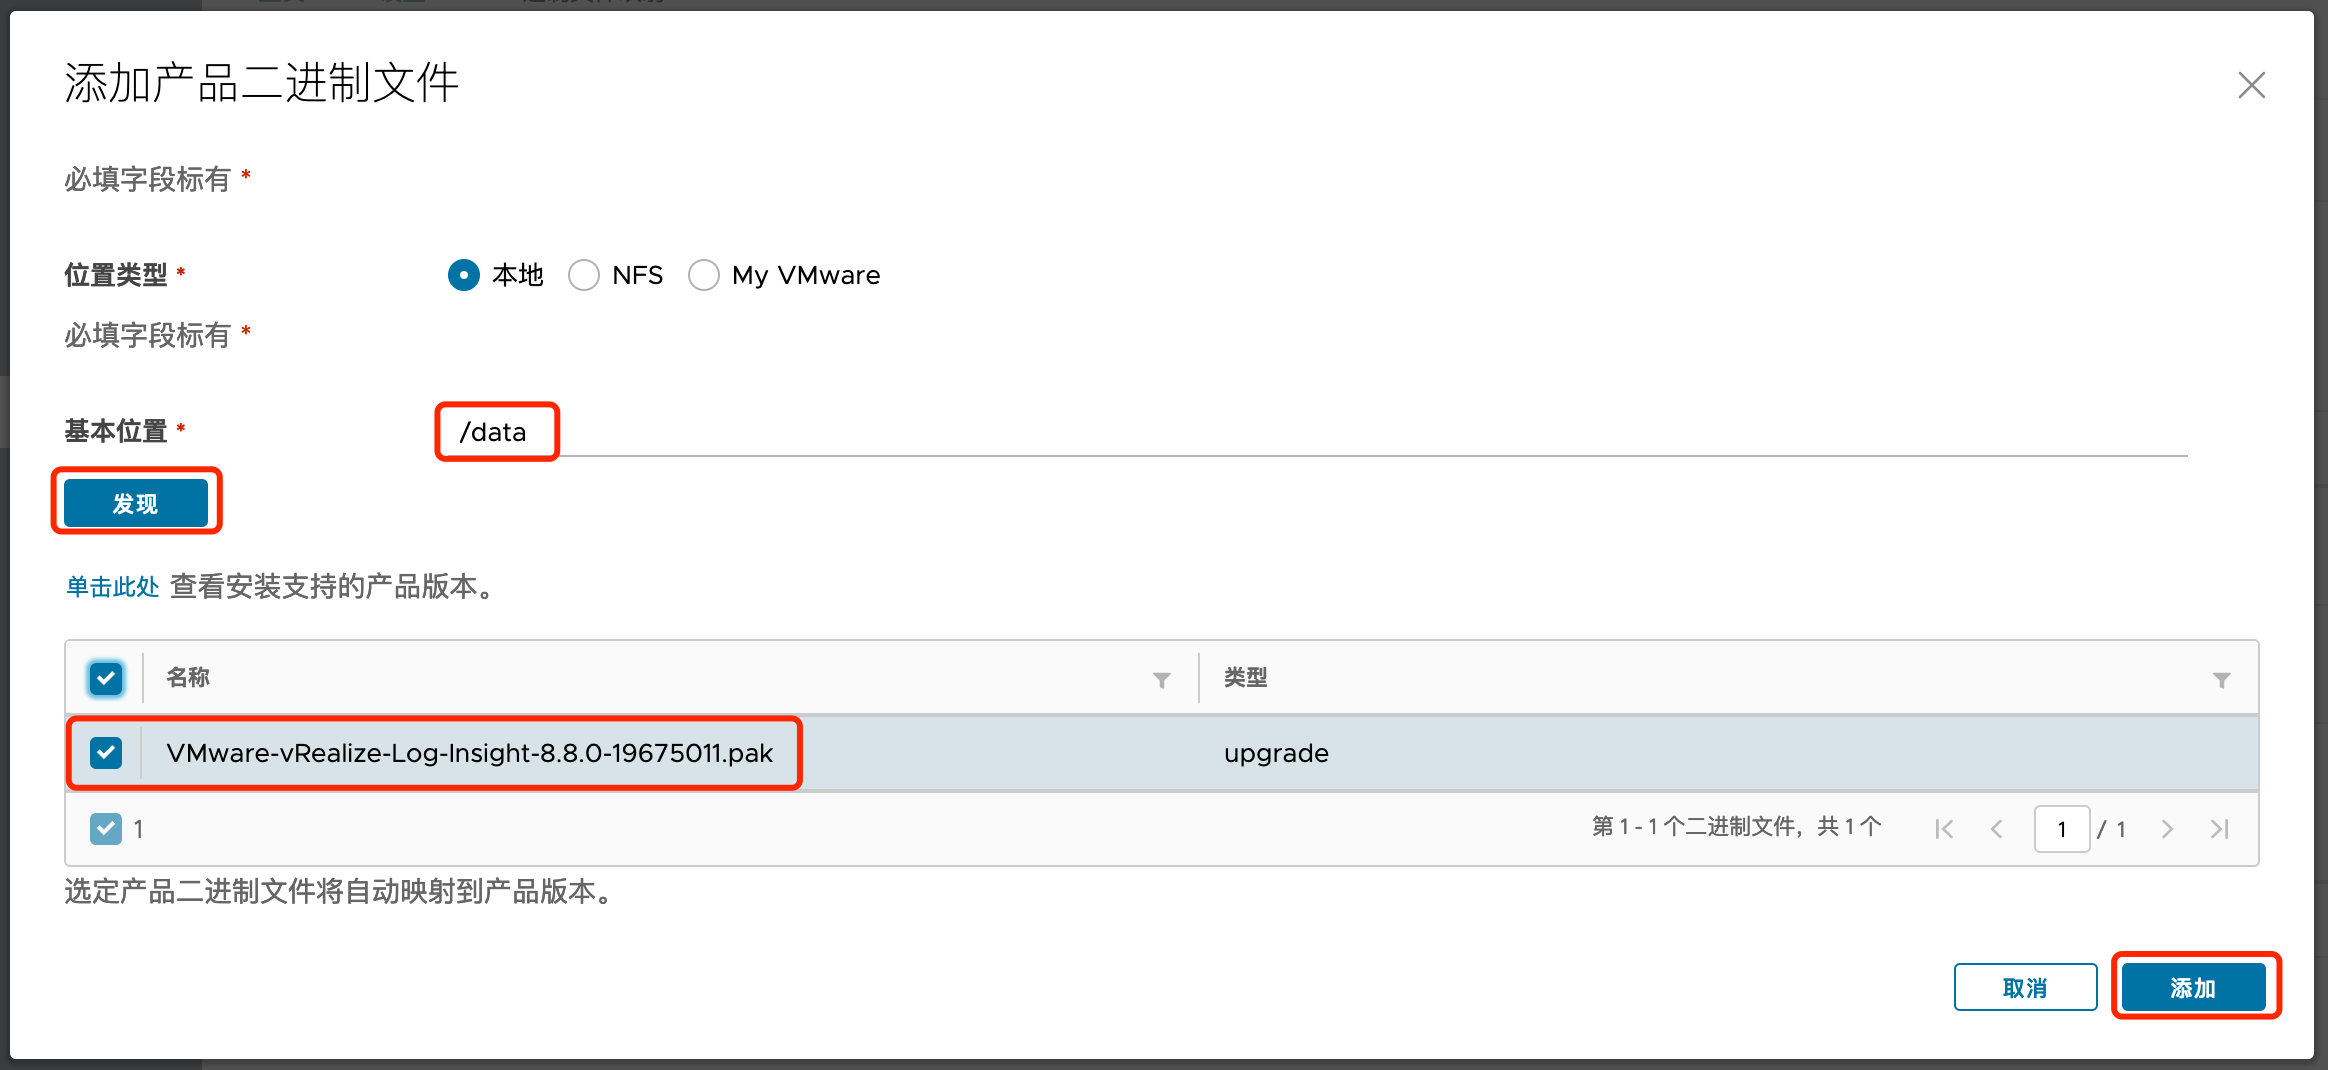 添加产品二进制文件
必填字段标有 *
位置类型 * 本地 NFS My VMware
必填字段标有 *
基本位置 * /data
发现
单击此处 查看安装支持的产品版本。
名称 类型
VMware-vRealize-Log-Insight-8.8.0-19675011.pak upgrade
1 第 1 - 1 个二进制文件，共 1 个 1 / 1
选定产品二进制文件将自动映射到产品版本。
取消 添加